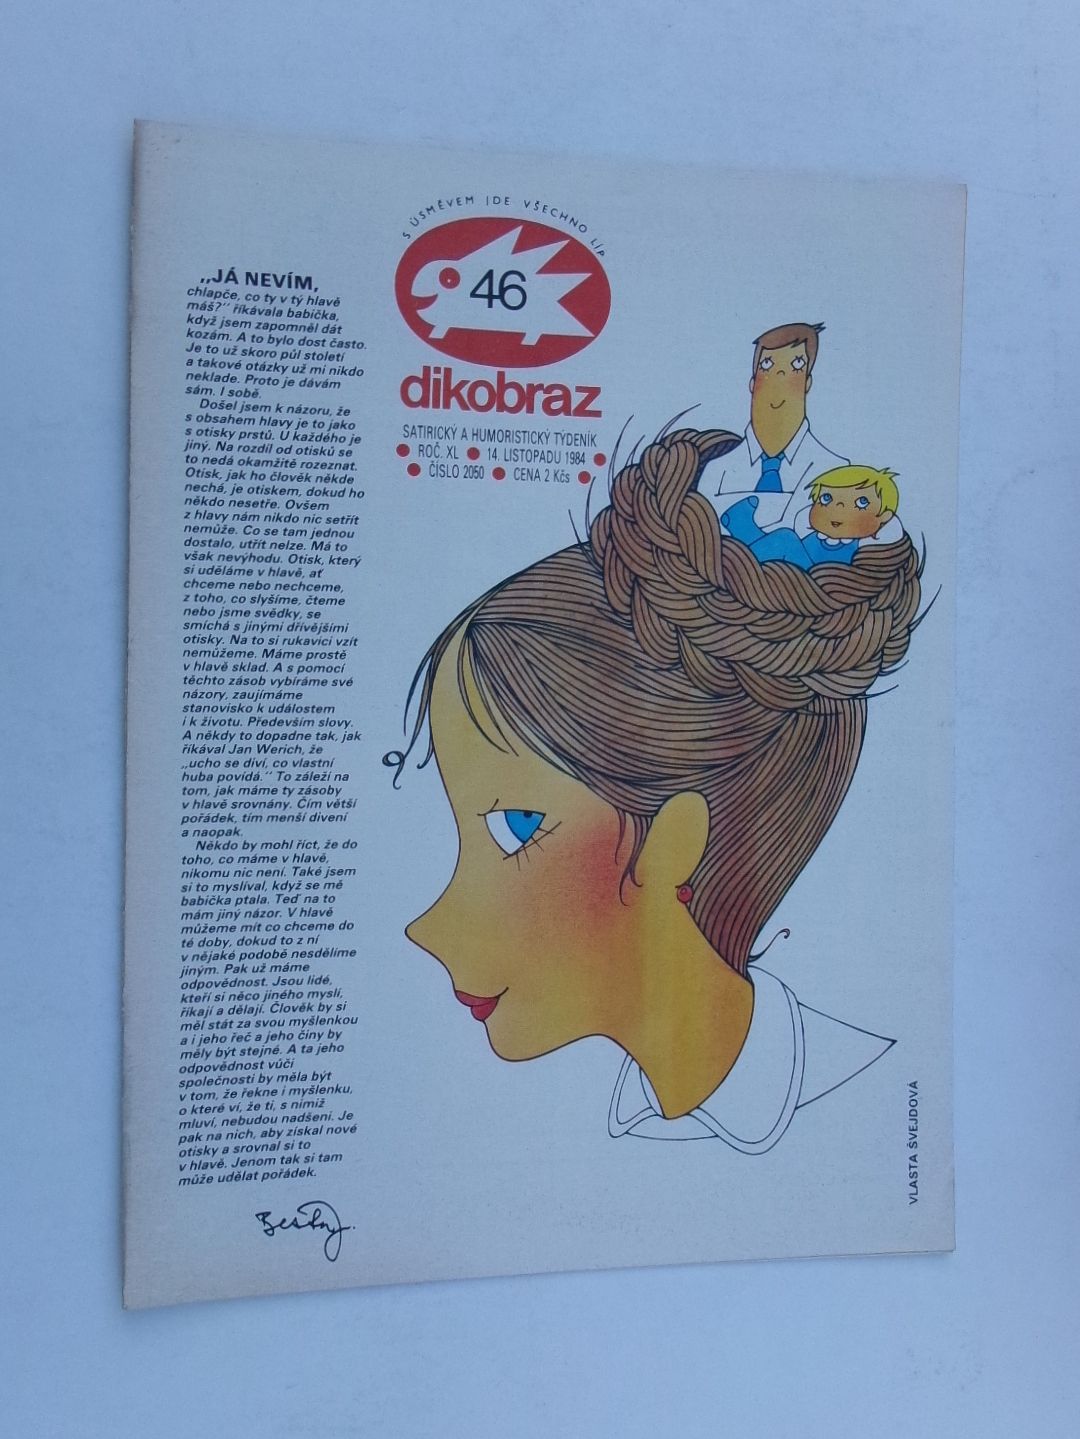 S ÚSMĚVEM JDE VŠECHNO LÍP
46
dikobraz
SATIRICKÝ A HUMORISTICKÝ TÝDENÍK
● ROČ. XL ● 14. LISTOPADU 1984 ●
● ČÍSLO 2050 ● CENA 2 Kčs ●
„JÁ NEVÍM,
chlapče, co ty v tý hlavě
máš?" říkávala babička,
když jsem zapomněl dát
kozám. A to bylo dost často.
Je to už skoro půl století
a takové otázky už mi nikdo
neklade. Proto je dávám
sám. I sobě.
Došel jsem k názoru, že
s obsahem hlavy je to jako
s otisky prstů. U každého je
jiný. Na rozdíl od otisků se
to nedá okamžitě rozeznat.
Otisk, jak ho člověk někde
nechá, je otiskem, dokud ho
někdo nesetře. Ovšem
z hlavy nám nikdo nic setřít
nemůže. Co se tam jednou
dostalo, utřít nelze. Má to
však nevýhodu. Otisk, který
si uděláme v hlavě, ať
chceme nebo nechceme,
z toho, co slyšíme, čteme
nebo jsme svědky, se
smíchá s jinými dřívějšími
otisky. Na to si rukavici vzít
nemůžeme. Máme prostě
v hlavě sklad. A s pomocí
těchto zásob vybíráme své
názory, zaujímáme
stanovisko k událostem
i k životu. Především slovy.
A někdy to dopadne tak, jak
říkával Jan Werich, že
„ucho se diví, co vlastní
huba povídá." To záleží na
tom, jak máme ty zásoby
v hlavě srovnány. Čím větší
pořádek, tím menší divení
a naopak.
Někdo by mohl říct, že do
toho, co máme v hlavě,
nikomu nic není. Také jsem
si to myslíval, když se mě
babička ptala. Teď na to
mám jiný názor. V hlavě
můžeme mít co chceme do
té doby, dokud to z ní
v nějaké podobě nesdělíme
jiným. Pak už máme
odpovědnost. Jsou lidé,
kteří si něco jiného myslí,
říkají a dělají. Člověk by si
měl stát za svou myšlenkou
a i jeho řeč a jeho činy by
měly být stejné. A ta jeho
odpovědnost vůči
společnosti by měla být
v tom, že řekne i myšlenku,
o které ví, že ti, s nimiž
mluví, nebudou nadšeni. Je
pak na nich, aby získal nové
otisky a srovnal si to
v hlavě. Jenom tak si tam
může udělat pořádek.
VLASTA ŠVEJDOVÁ